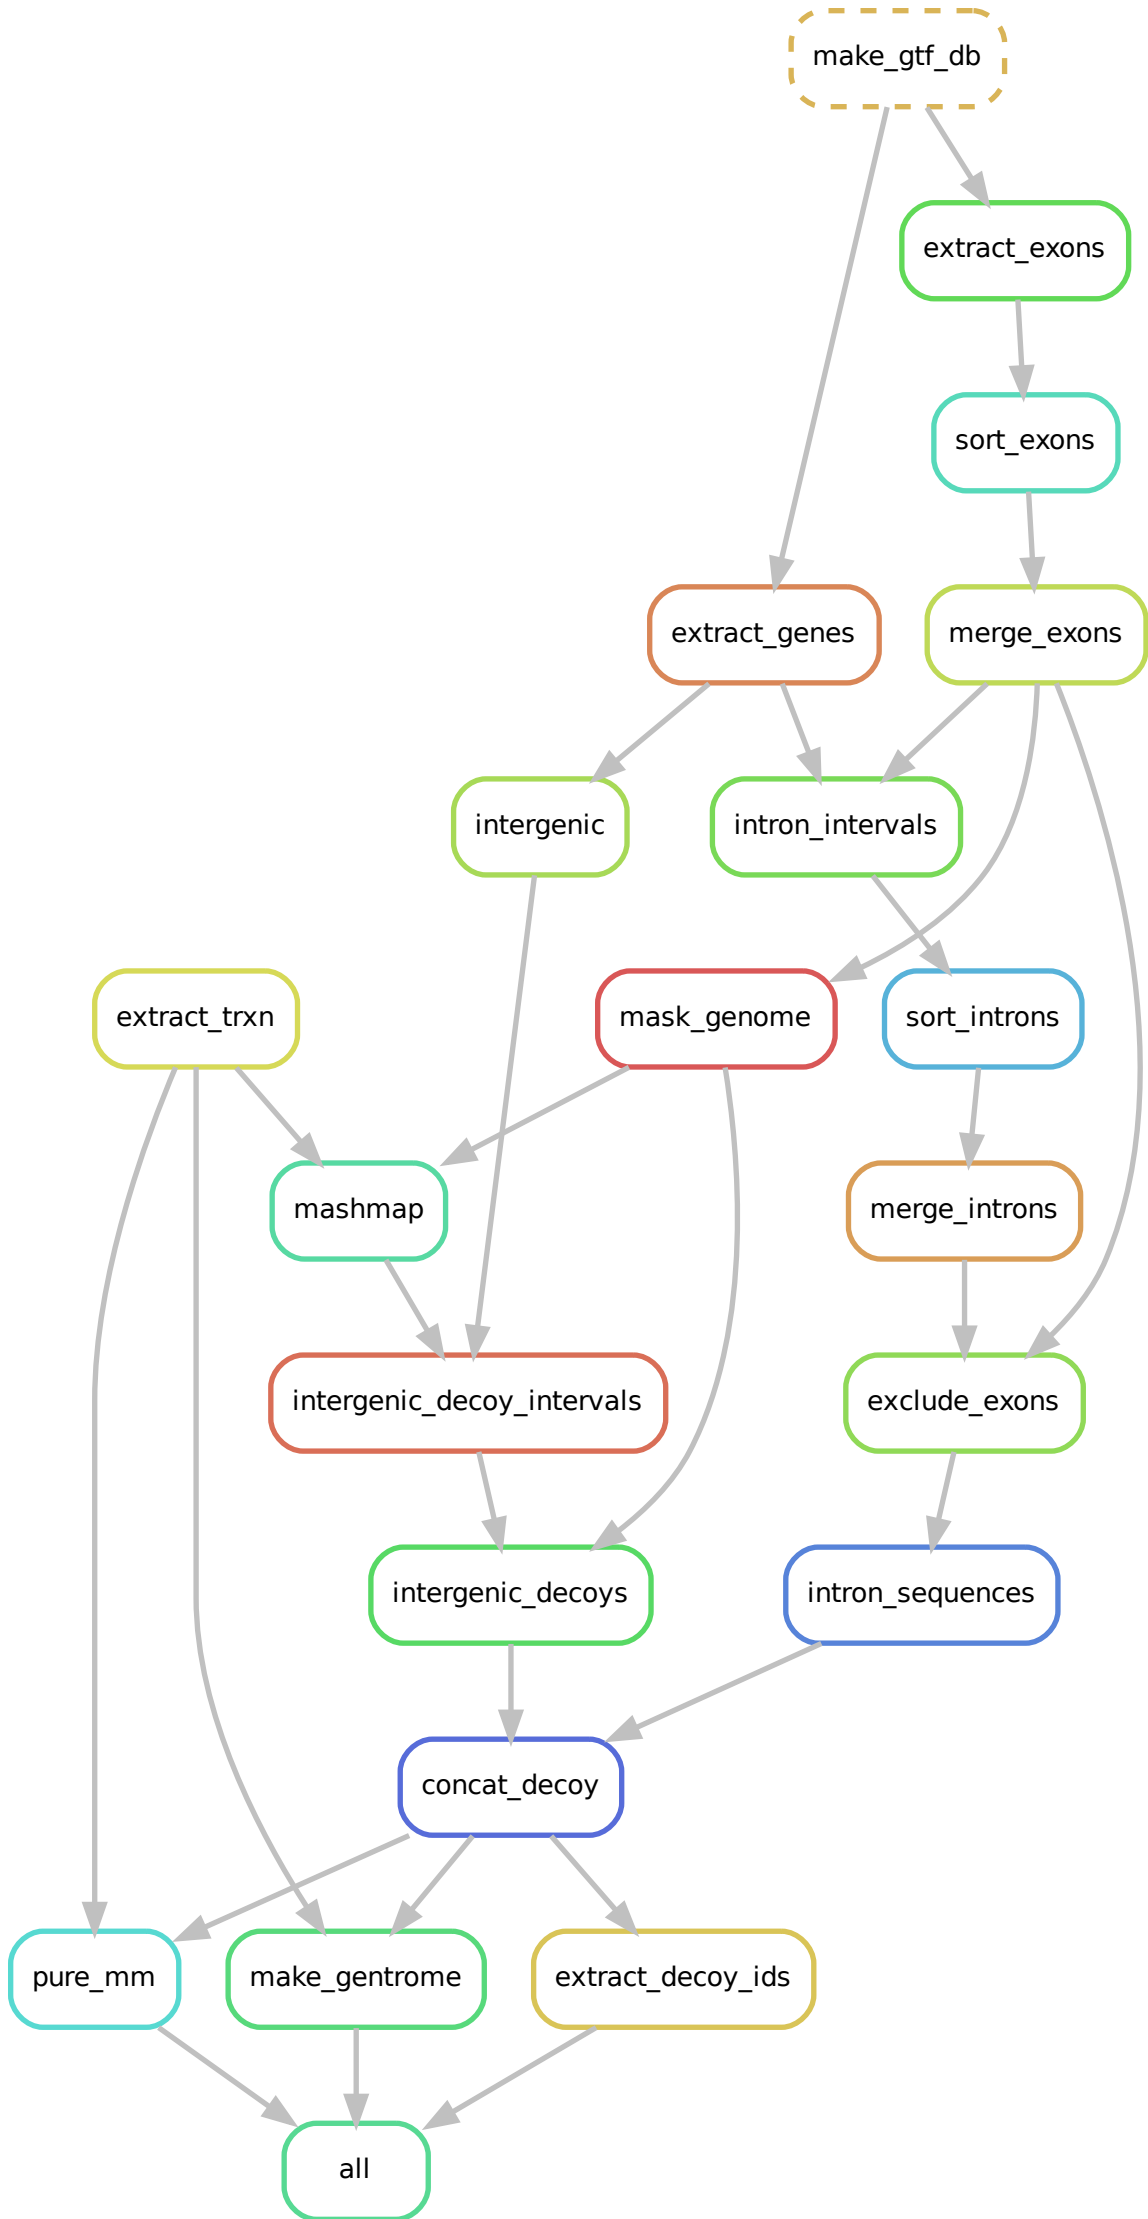 make_gtf_db
extract_exons
sort_exons
extract_genes
merge_exons
intergenic
intron_intervals
extract_trxn
mask_genome
sort_introns
mashmap
merge_introns
intergenic_decoy_intervals
exclude_exons
intergenic_decoys
intron_sequences
concat_decoy
pure_mm
make_gentrome
extract_decoy_ids
all